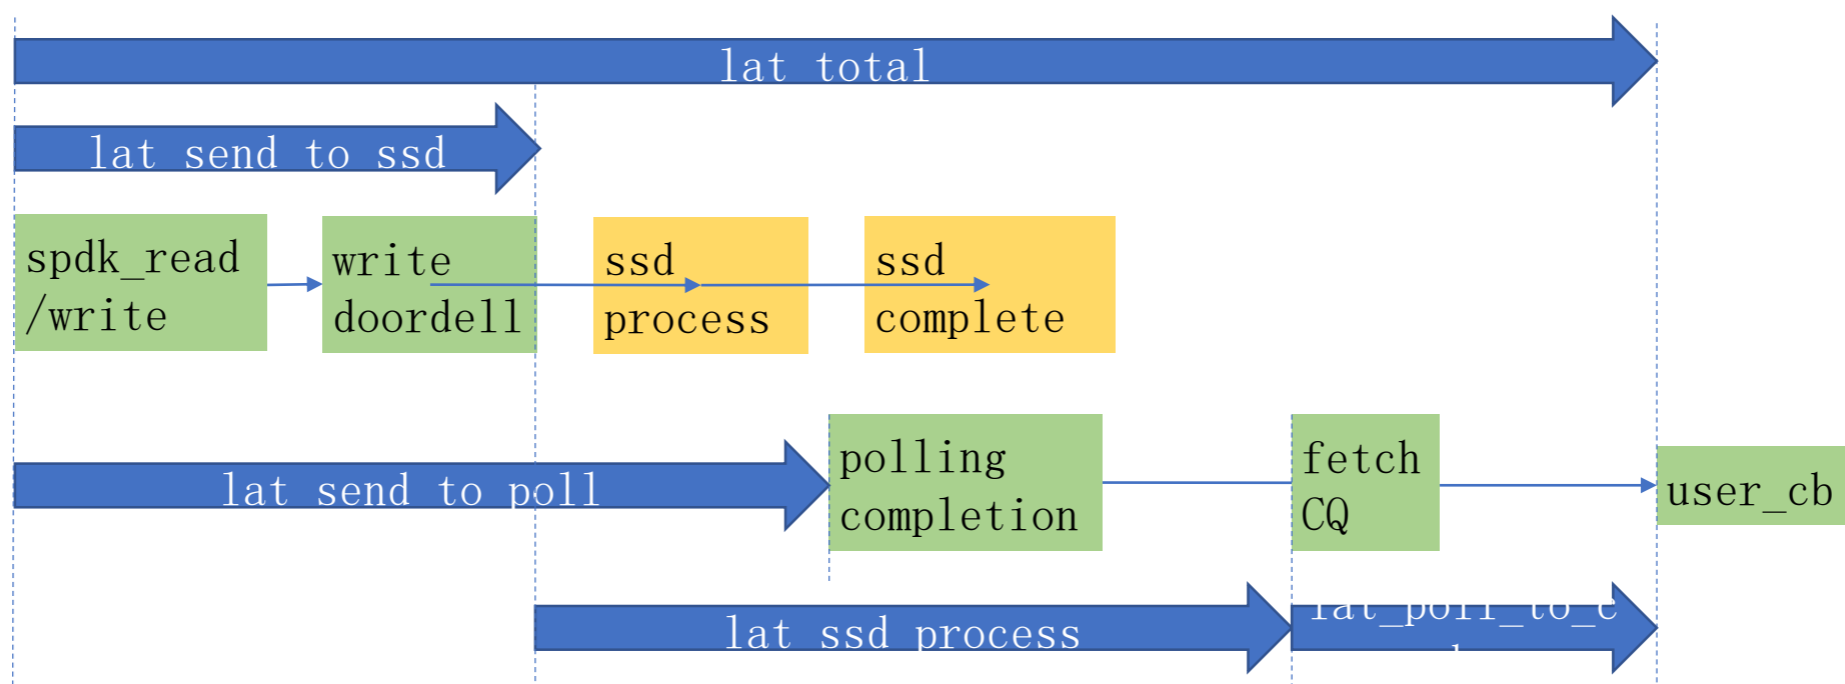 lat total
lat send to ssd
spdk_read
/write
write
doordell
ssd
process
ssd
complete
lat send to poll
polling
completion
fetch
CQ
user_cb
lat ssd process
lat_poll_to_c